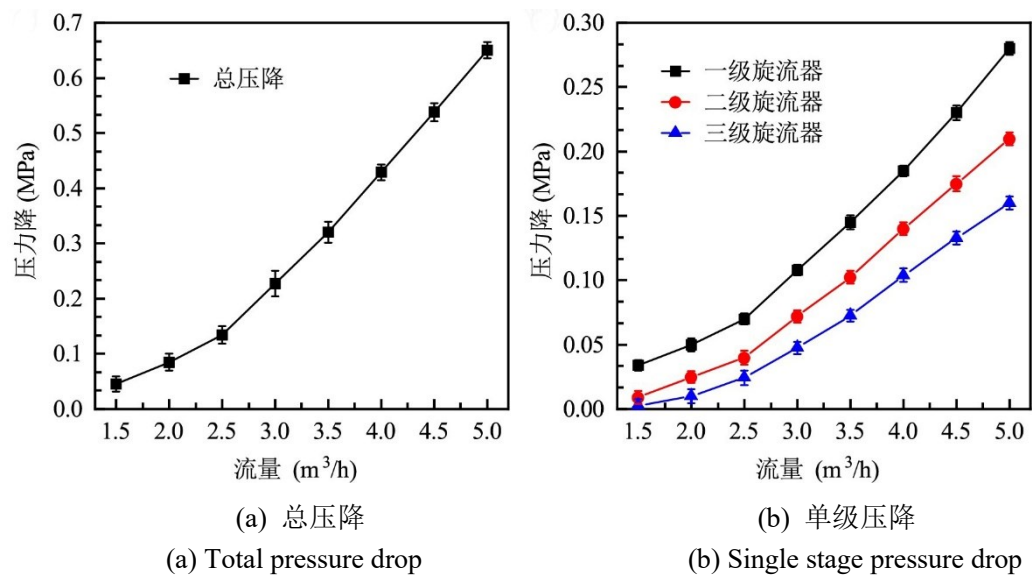 0.7
0.6
0.5
0.4
0.3
0.2
0.1
0.0
压力降 (MPa)
总压降
1.5 2.0 2.5 3.0 3.5 4.0 4.5 5.0
流量 (m³/h)
(a) 总压降
(a) Total pressure drop
0.30
0.25
0.20
0.15
0.10
0.05
0.00
压力降 (MPa)
一级旋流器
二级旋流器
三级旋流器
1.5 2.0 2.5 3.0 3.5 4.0 4.5 5.0
流量 (m³/h)
(b) 单级压降
(b) Single stage pressure drop